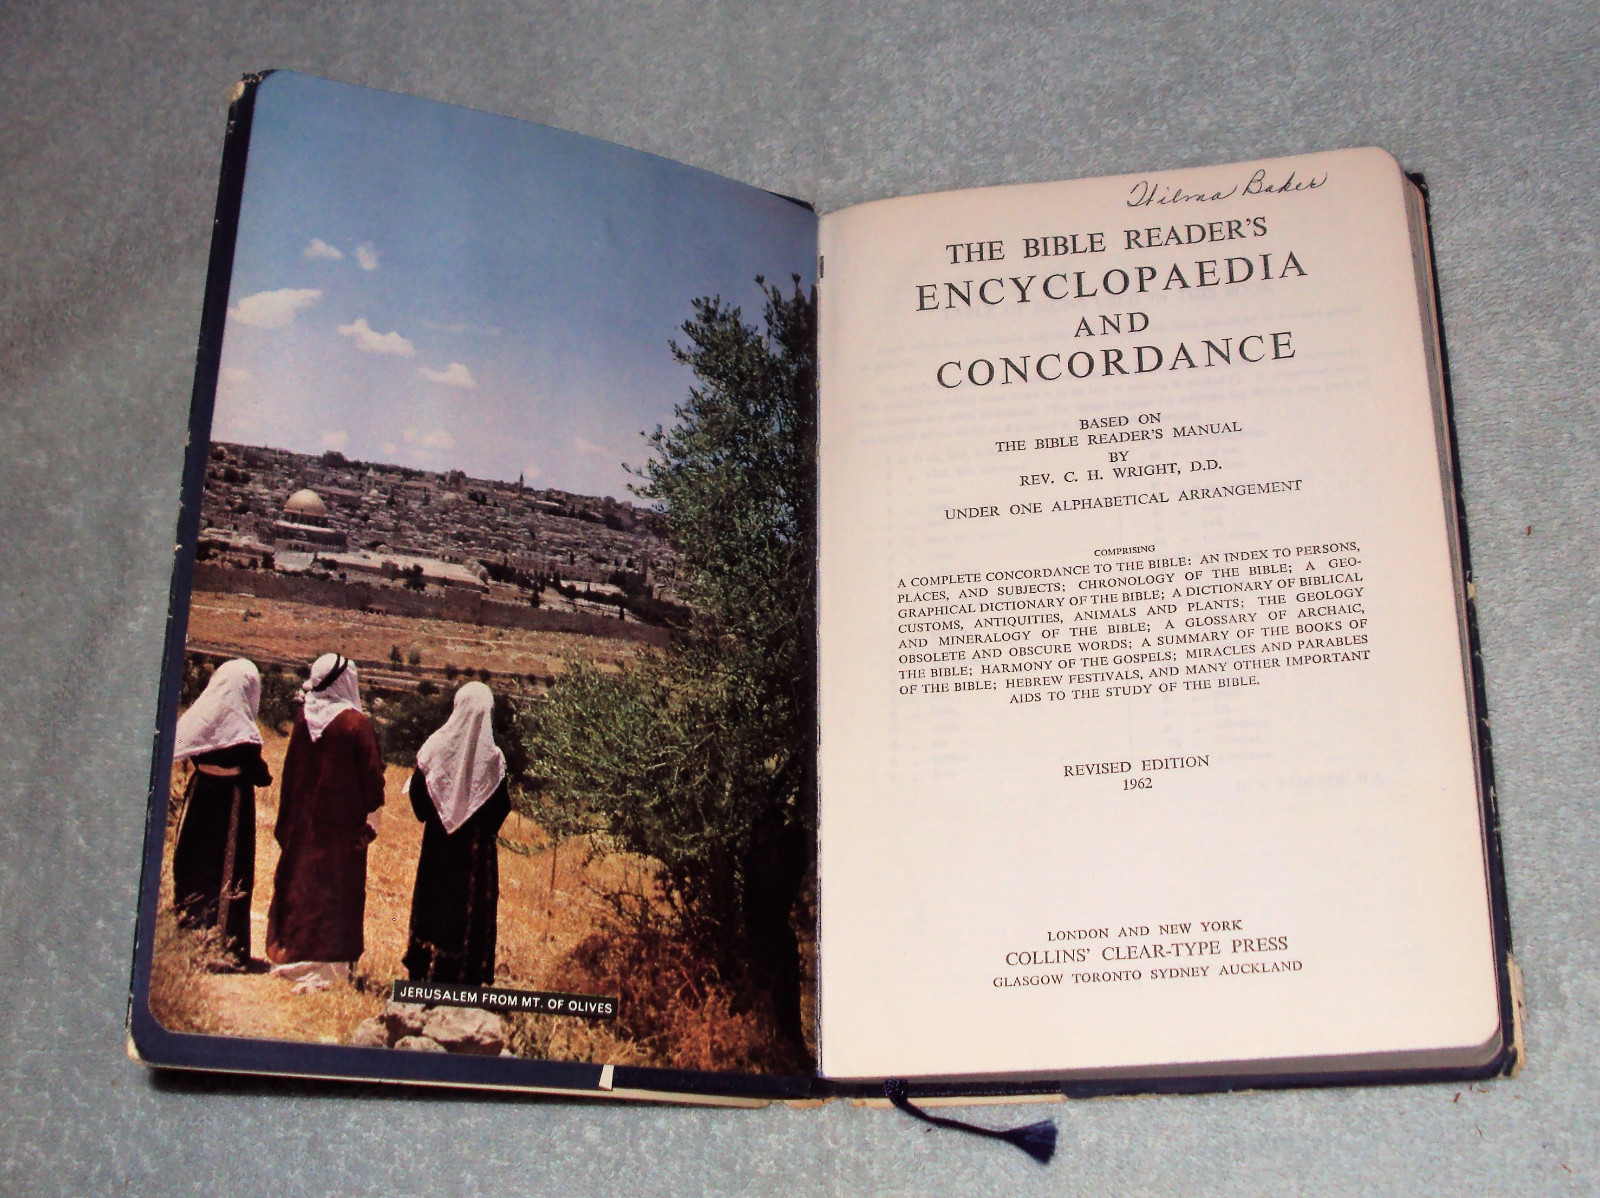 JERUSALEM FROM MT. OF OLIVES
Wilma Baker
THE BIBLE READER'S
ENCYCLOPAEDIA
AND
CONCORDANCE
BASED ON
THE BIBLE READER'S MANUAL
BY
REV. C. H. WRIGHT, D.D.
UNDER ONE ALPHABETICAL ARRANGEMENT
COMPRISING
A COMPLETE CONCORDANCE TO THE BIBLE: AN INDEX TO PERSONS,
PLACES, AND SUBJECTS; CHRONOLOGY OF THE BIBLE; A GEO-
GRAPHICAL DICTIONARY OF THE BIBLE; A DICTIONARY OF BIBLICAL
CUSTOMS, ANTIQUITIES, ANIMALS AND PLANTS; THE GEOLOGY
AND MINERALOGY OF THE BIBLE; A GLOSSARY OF ARCHAIC,
OBSOLETE AND OBSCURE WORDS; A SUMMARY OF THE BOOKS OF
THE BIBLE; HARMONY OF THE GOSPELS; MIRACLES AND PARABLES
OF THE BIBLE; HEBREW FESTIVALS, AND MANY OTHER IMPORTANT
AIDS TO THE STUDY OF THE BIBLE.
REVISED EDITION
1962
LONDON AND NEW YORK
COLLINS' CLEAR-TYPE PRESS
GLASGOW TORONTO SYDNEY AUCKLAND